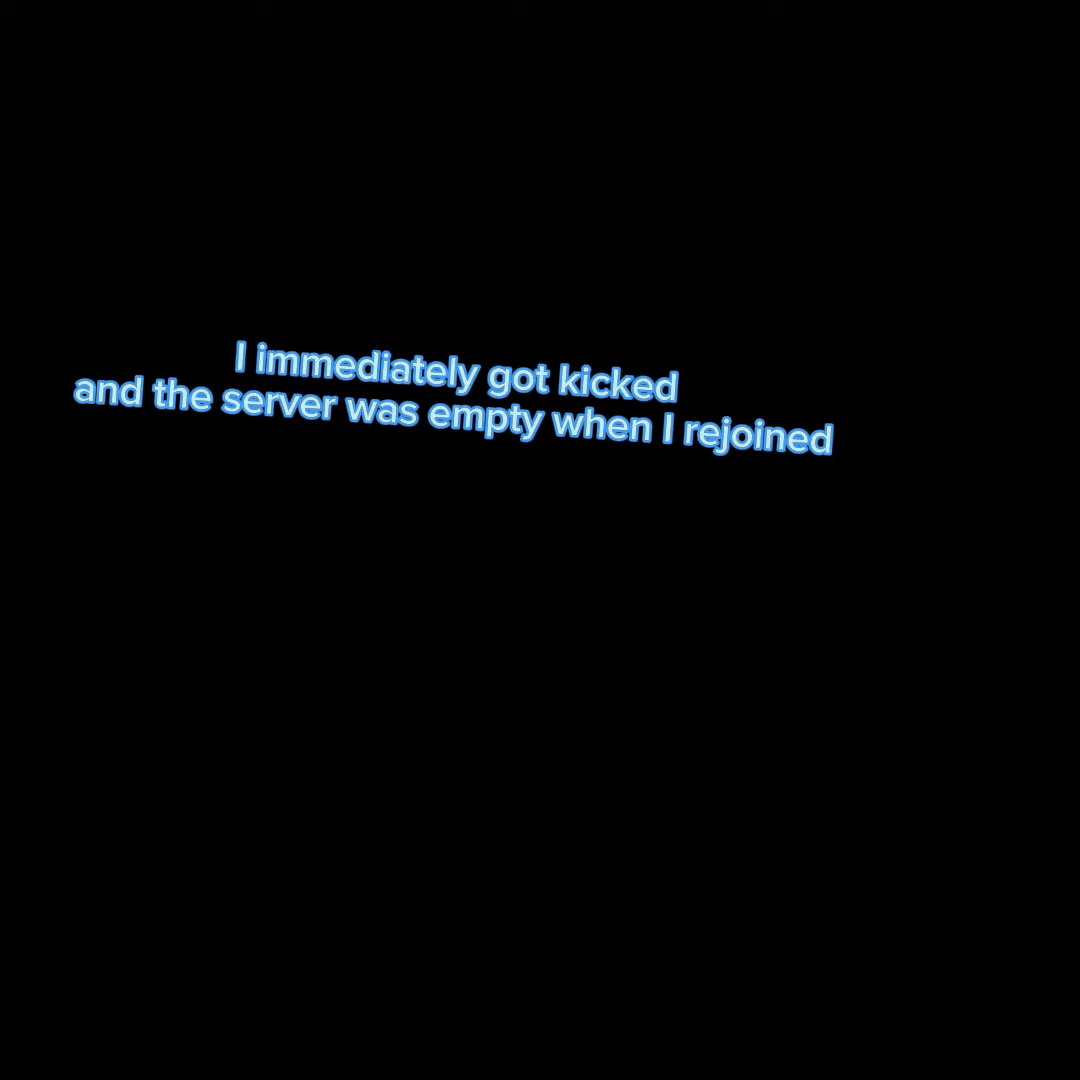 I immediately got kicked
and the server was empty when I rejoined